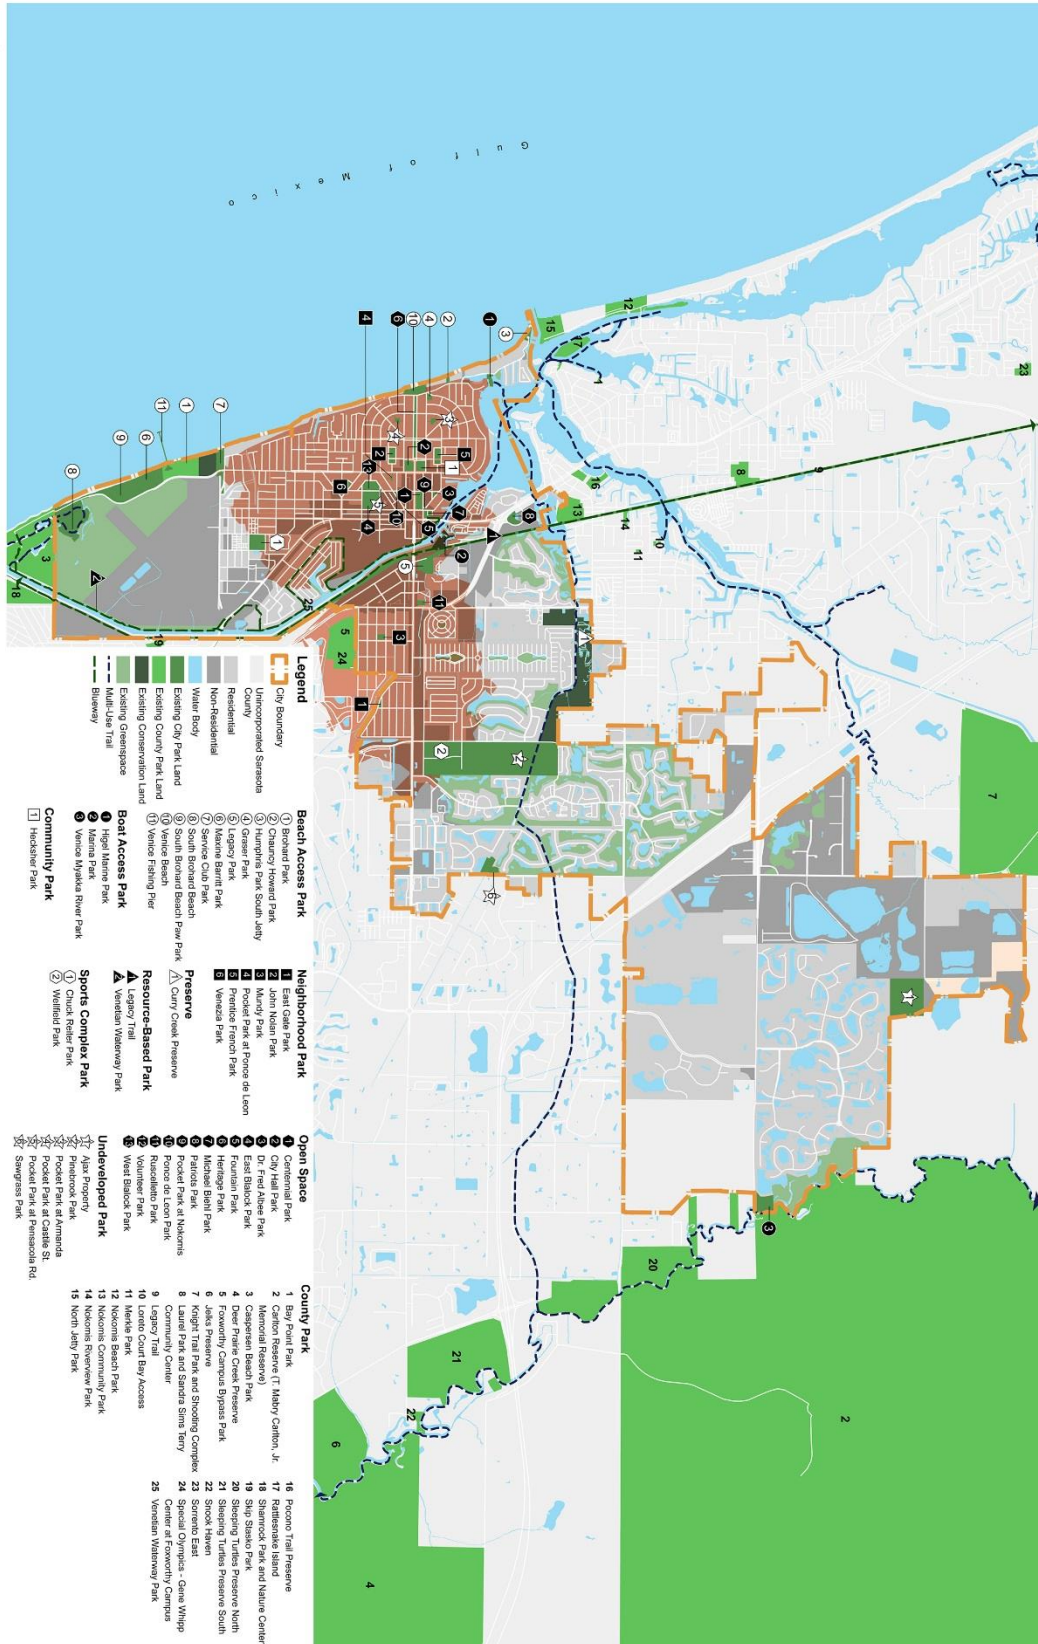 Gulf of Mexico
Legend
City Boundary
Unincorporated Sarasota
County
Residential
Non-Residential
Water Body
Existing City Park Land
Existing County Park Land
Existing Conservation Land
Existing Greenspace
Multi-Use Trail
Blueway
Beach Access Park
1 Brohard Park
2 Chauncy Howard Park
3 Humphris Park South Jetty
4 Graser Park
5 Legacy Park
6 Maxine Barritt Park
7 Service Club Park
8 South Brohard Beach
9 South Brohard Beach Paw Park
10 Venice Beach
11 Venice Fishing Pier
Boat Access Park
1 Higel Marine Park
2 Marina Park
3 Venice Myakka River Park
Community Park
1 Hecksher Park
Neighborhood Park
1 East Gate Park
2 John Nolan Park
3 Mundy Park
4 Pocket Park at Ponce de Leon
5 Prentice French Park
6 Venezia Park
Preserve
1 Curry Creek Preserve
Resource-Based Park
1 Legacy Trail
2 Venetian Waterway Park
Sports Complex Park
1 Chuck Reiter Park
2 Wellfield Park
Open Space
1 Centennial Park
2 City Hall Park
3 Dr. Fred Albee Park
4 East Blalock Park
5 Fountain Park
6 Heritage Park
7 Michael Biehl Park
8 Patriots Park
9 Pocket Park at Nokomis
10 Ponce de Leon Park
11 Ruscelletto Park
12 Volunteer Park
13 West Blalock Park
Undeveloped Park
1 Ajax Property
2 Pinebrook Park
3 Pocket Park at Armanda
4 Pocket Park at Castile St.
5 Pocket Park at Pensacola Rd.
6 Sawgrass Park
County Park
1 Bay Point Park
2 Carlton Reserve (T. Mabry Carlton, Jr.
Memorial Reserve)
3 Caspersen Beach Park
4 Deer Prairie Creek Preserve
5 Foxworthy Campus Bypass Park
6 Jelks Preserve
7 Knight Trail Park and Shooting Complex
8 Laurel Park and Sandra Sims Terry
Community Center
9 Legacy Trail
10 Loreto Court Bay Access
11 Merkle Park
12 Nokomis Beach Park
13 Nokomis Community Park
14 Nokomis Riverview Park
15 North Jetty Park
16 Pocono Trail Preserve
17 Rattlesnake Island
18 Shamrock Park and Nature Center
19 Skip Stasko Park
20 Sleeping Turtles Preserve North
21 Sleeping Turtles Preserve South
22 Snook Haven
23 Sorrento East
24 Special Olympics - Gene Whipp
Center at Foxworthy Campus
25 Venetian Waterway Park